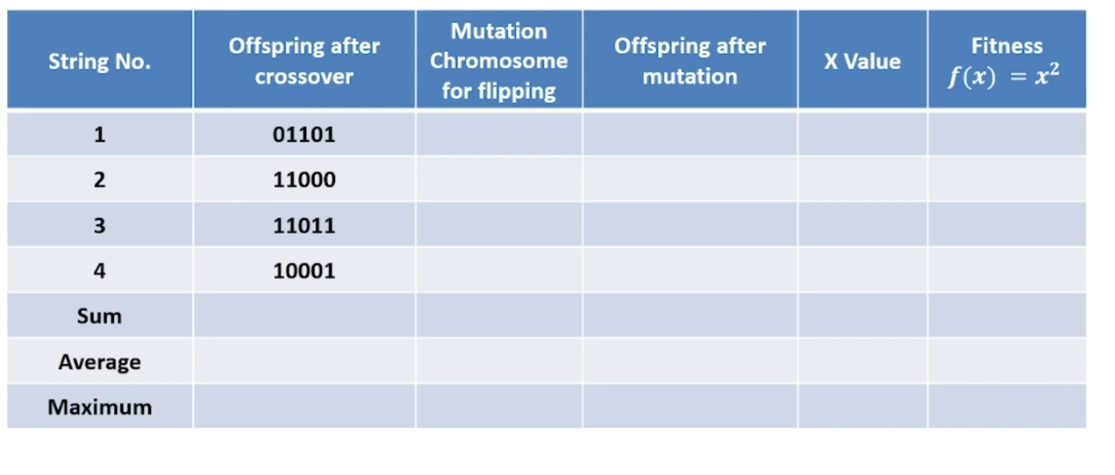 String No.
Offspring after
crossover
Mutation
Chromosome
for flipping
Offspring after
mutation
X Value
Fitness
f(x) = x²
1 01101
2 11000
3 11011
4 10001
Sum
Average
Maximum